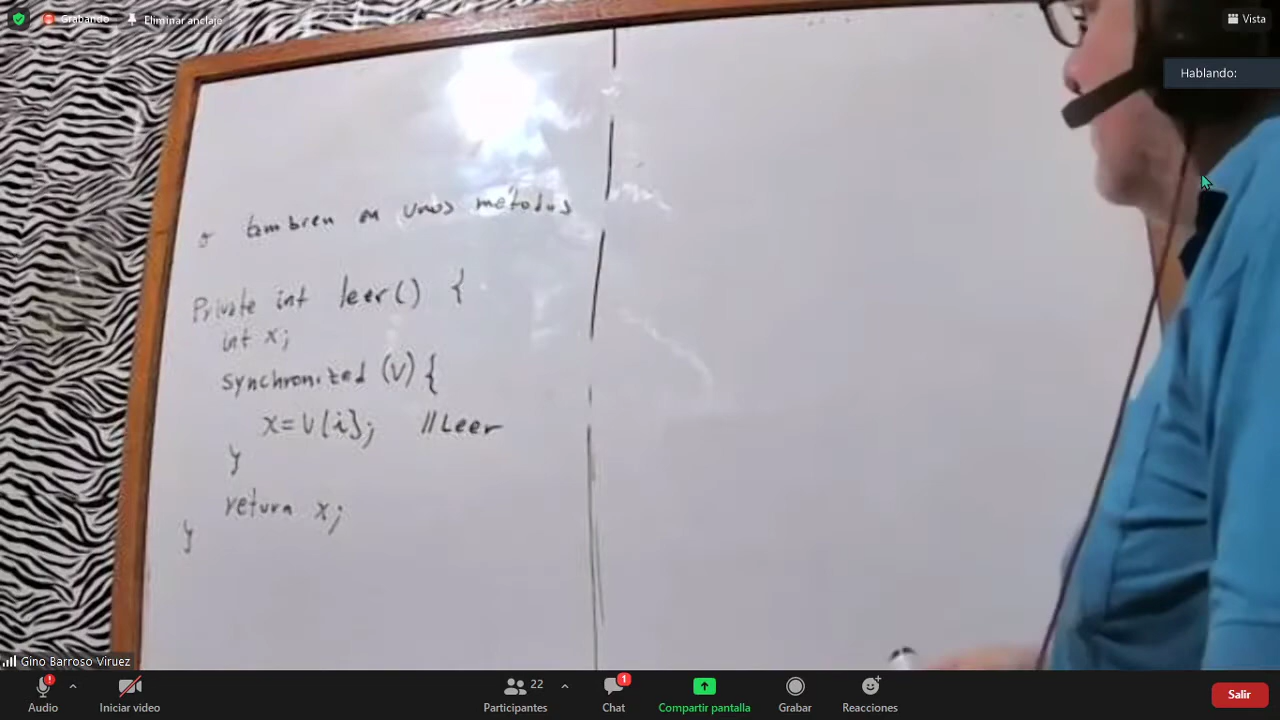 Grabando
Eliminar anclaje
Vista
Hablando:
o tambien en unos métodos
Private int leer() {
int x;
synchronized (V) {
x=V[i]; //Leer
}
return x;
}
Gino Barroso Viruez
Audio
Iniciar video
22
Participantes
1
Chat
Compartir pantalla
Grabar
Reacciones
Salir